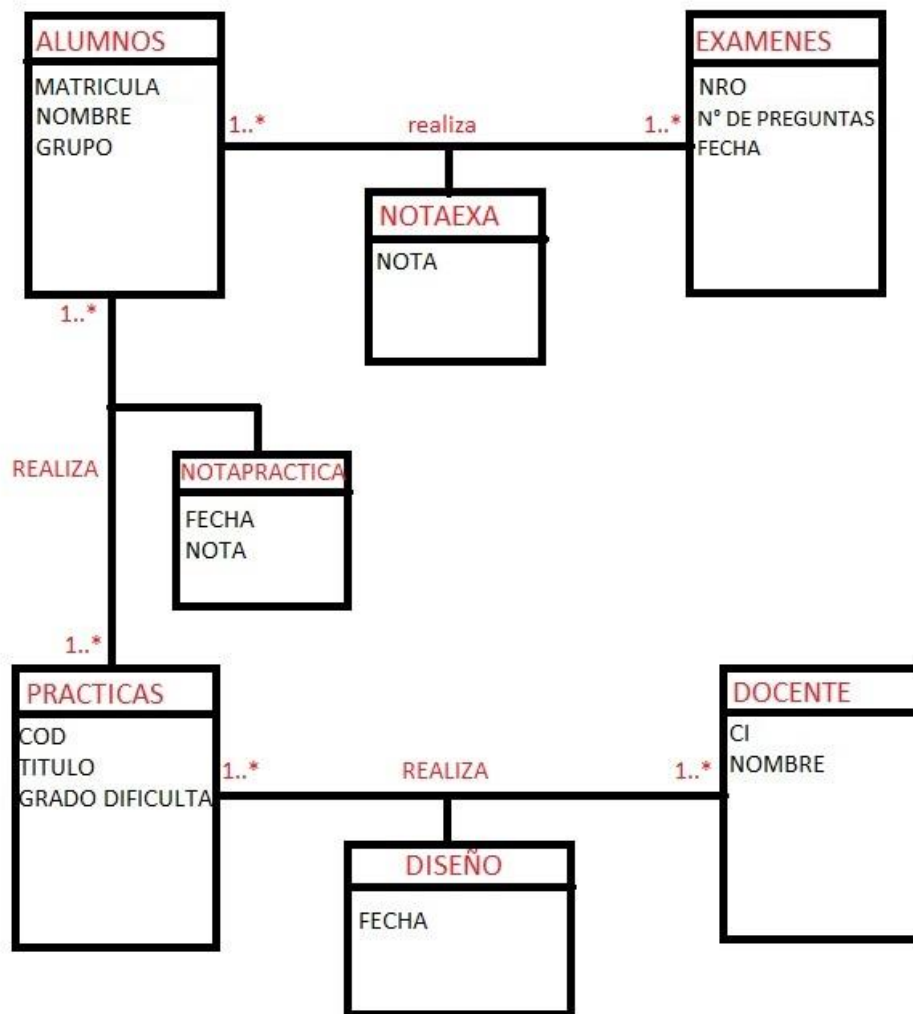 ALUMNOS
MATRICULA
NOMBRE
GRUPO
1..*
realiza
1..*
EXAMENES
NRO
N° DE PREGUNTAS
FECHA
NOTAEXA
NOTA
1..*
REALIZA
NOTAPRACTICA
FECHA
NOTA
1..*
PRACTICAS
COD
TITULO
GRADO DIFICULTA
1..*
REALIZA
1..*
DOCENTE
CI
NOMBRE
DISEÑO
FECHA